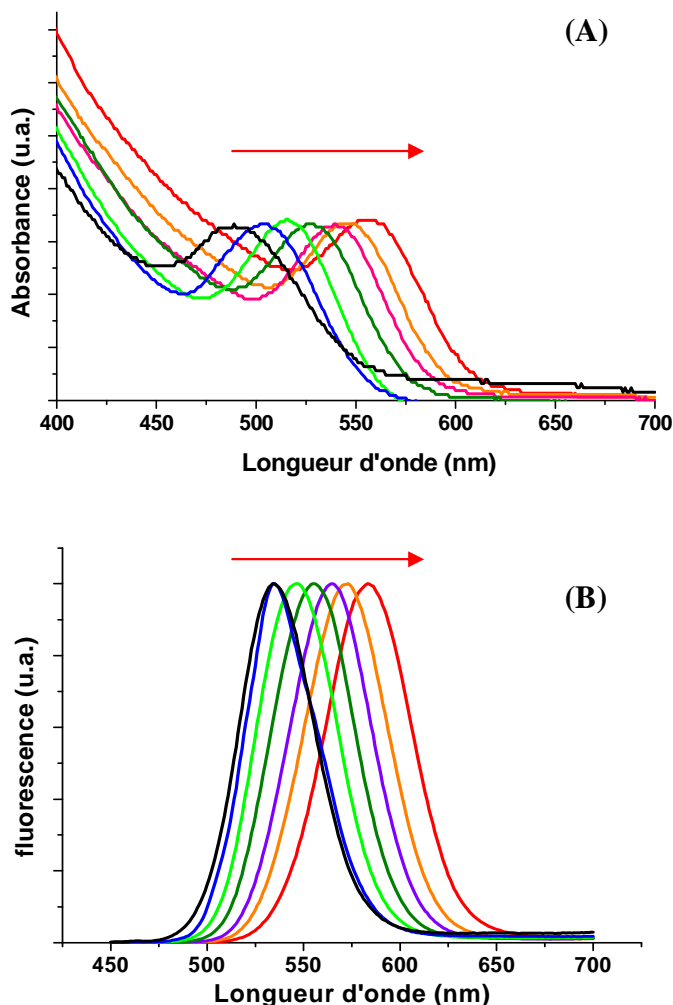 (A)
Absorbance (u.a.)
400 450 500 550 600 650 700
Longueur d'onde (nm)
(B)
fluorescence (u.a.)
450 500 550 600 650 700
Longueur d'onde (nm)